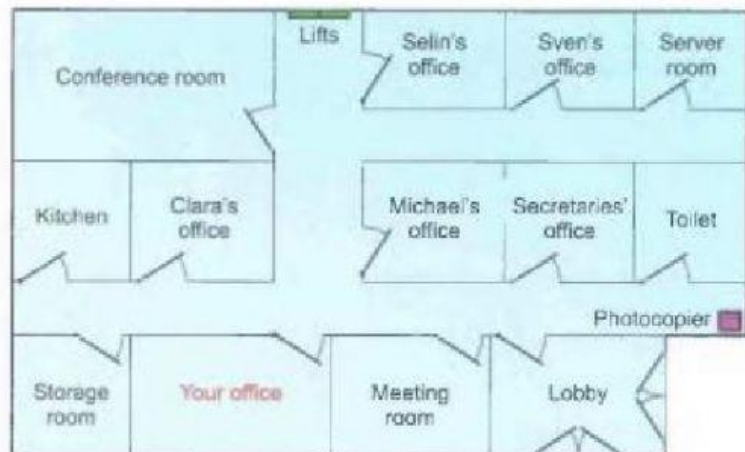 Lifts
Selin's
office
Sven's
office
Server
room
Conference room
Kitchen
Clara's
office
Michael's
office
Secretaries'
office
Toilet
Photocopier
Storage
room
Your office
Meeting
room
Lobby